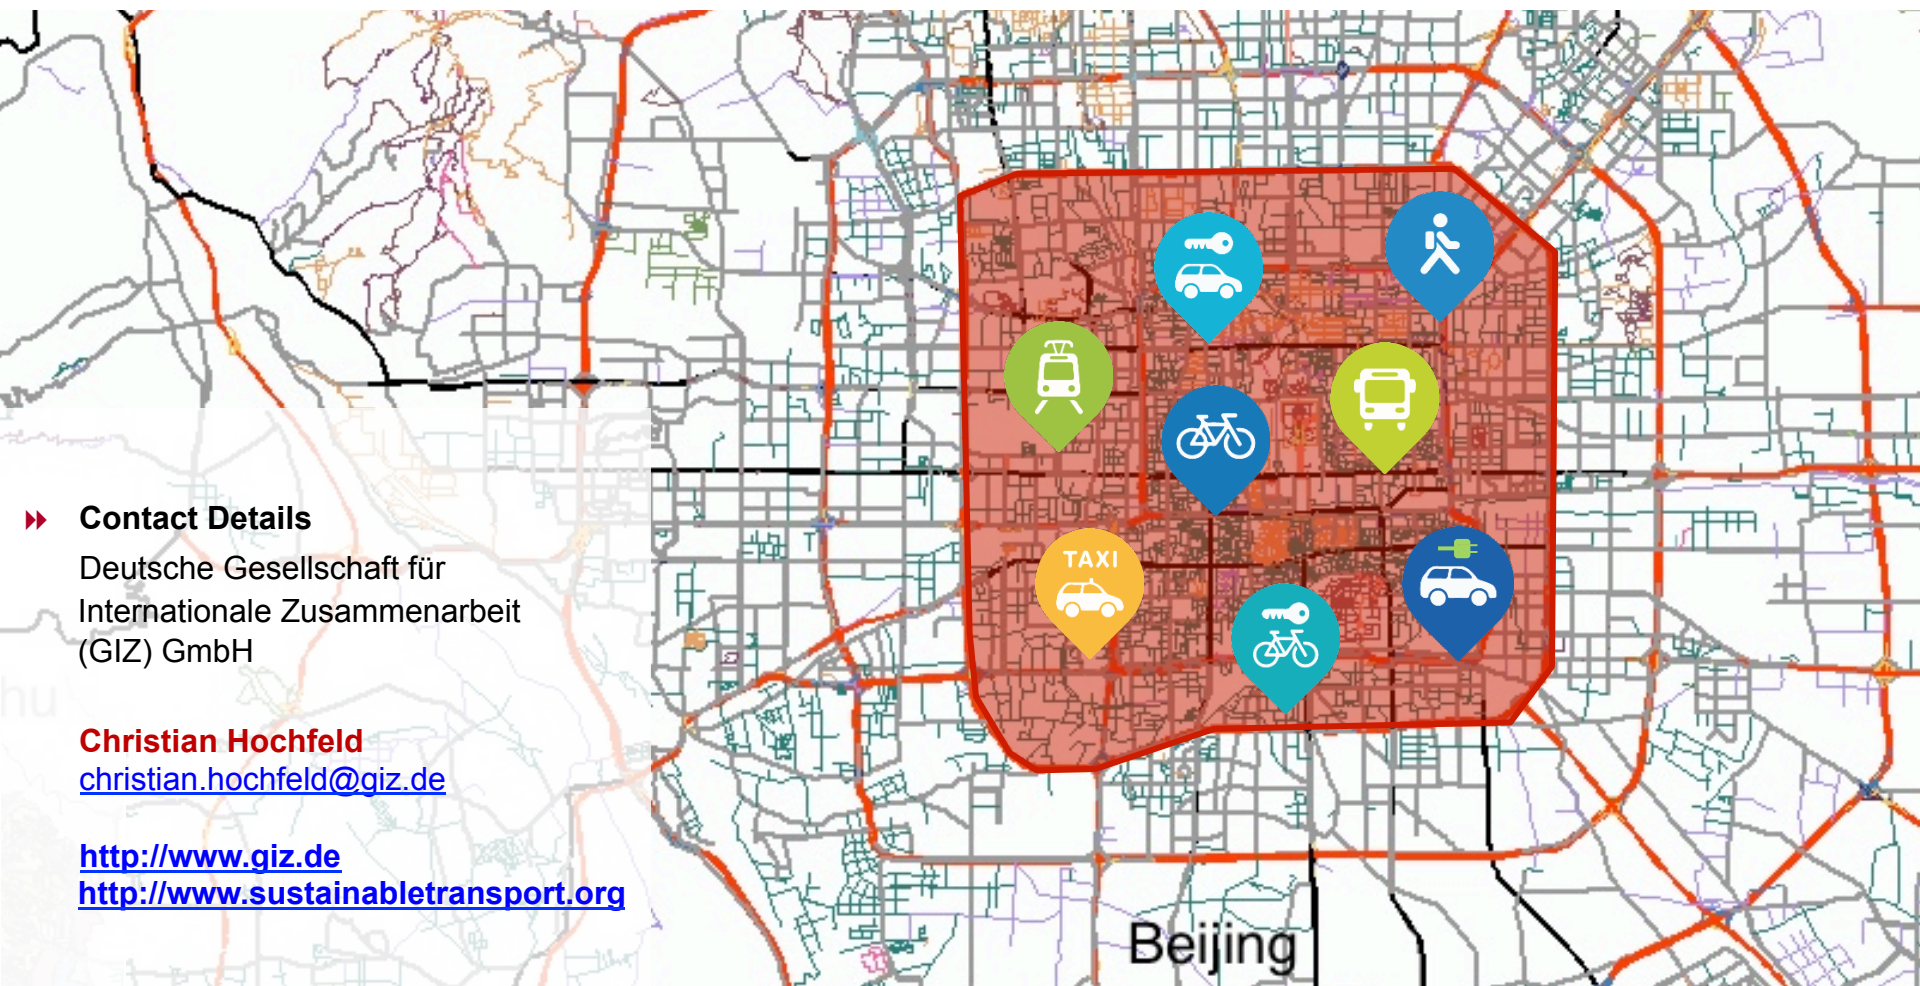 Contact Details
Deutsche Gesellschaft für
Internationale Zusammenarbeit
(GIZ) GmbH
Christian Hochfeld
christian.hochfeld@giz.de
http://www.giz.de
http://www.sustainabletransport.org
TAXI
Beijing
hu